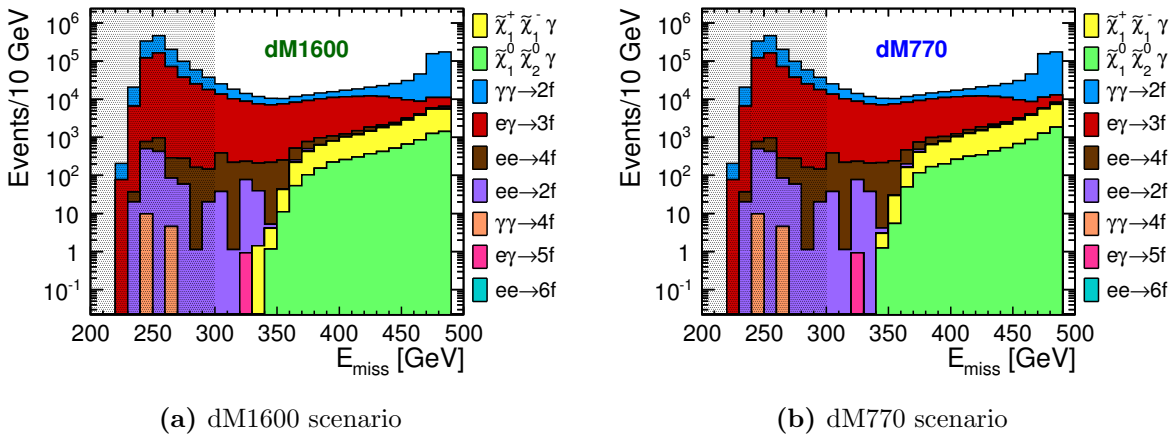 dM1600
Events/10 GeV
10⁶
10⁵
10⁴
10³
10²
10
1
10⁻¹
200 250 300 350 400 450 500
E_miss [GeV]
χ̃₁⁺ χ̃₁⁻ γ
χ̃₁⁰ χ̃₂⁰ γ
γγ→2f
eγ→3f
ee→4f
ee→2f
γγ→4f
eγ→5f
ee→6f
(a) dM1600 scenario
dM770
Events/10 GeV
10⁶
10⁵
10⁴
10³
10²
10
1
10⁻¹
200 250 300 350 400 450 500
E_miss [GeV]
χ̃₁⁺ χ̃₁⁻ γ
χ̃₁⁰ χ̃₂⁰ γ
γγ→2f
eγ→3f
ee→4f
ee→2f
γγ→4f
eγ→5f
ee→6f
(b) dM770 scenario